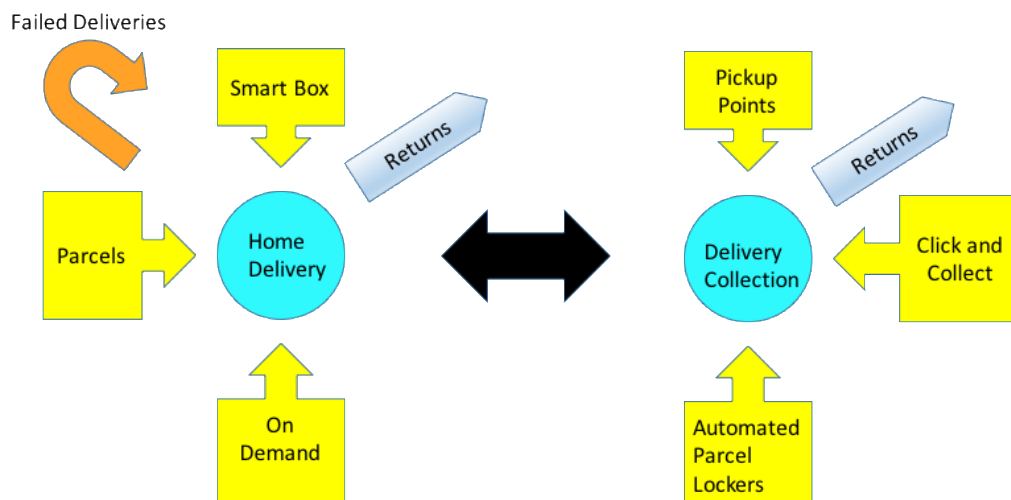 Failed Deliveries
Smart Box
Returns
Parcels
Home
Delivery
On
Demand
Pickup
Points
Returns
Delivery
Collection
Click and
Collect
Automated
Parcel
Lockers